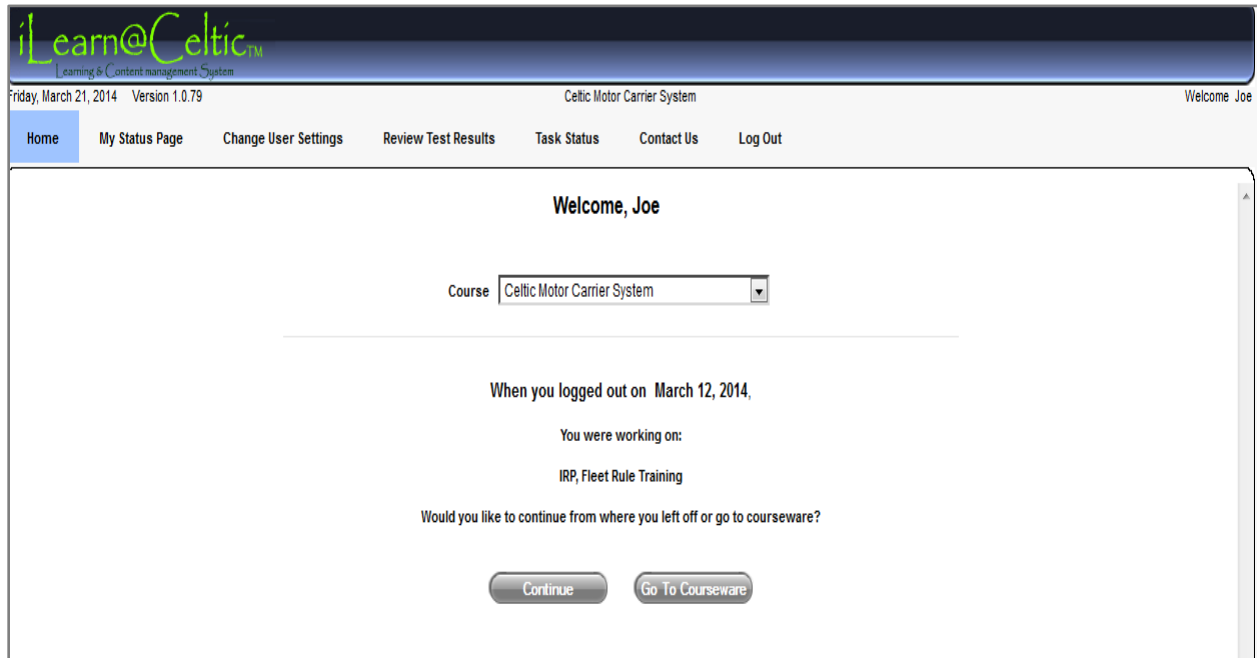 iLearn@Celtic TM
Learning & Content management System
Friday, March 21, 2014 Version 1.0.79 Celtic Motor Carrier System Welcome Joe
Home My Status Page Change User Settings Review Test Results Task Status Contact Us Log Out
Welcome, Joe
Course Celtic Motor Carrier System
When you logged out on March 12, 2014,
You were working on:
IRP, Fleet Rule Training
Would you like to continue from where you left off or go to courseware?
Continue Go To Courseware